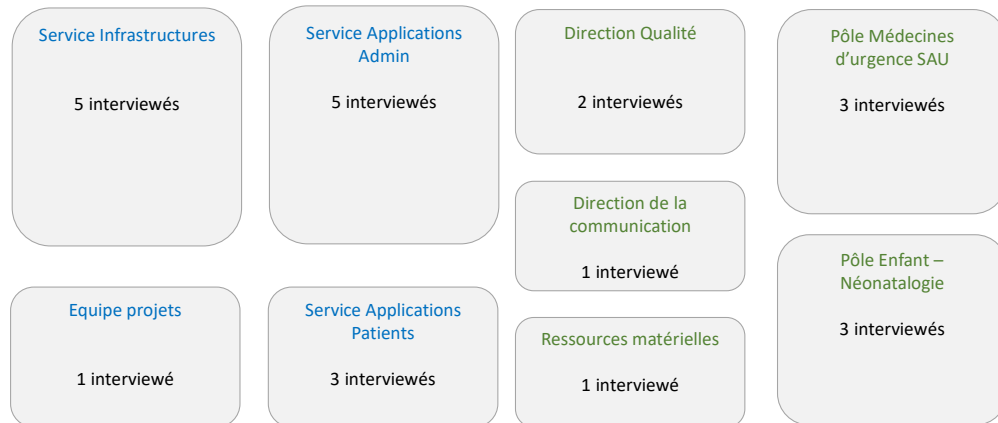 Service Infrastructures
5 interviewés
Service Applications
Admin
5 interviewés
Direction Qualité
2 interviewés
Pôle Médecines
d’urgence SAU
3 interviewés
Direction de la
communication
1 interviewé
Pôle Enfant –
Néonatalogie
3 interviewés
Equipe projets
1 interviewé
Service Applications
Patients
3 interviewés
Ressources matérielles
1 interviewé